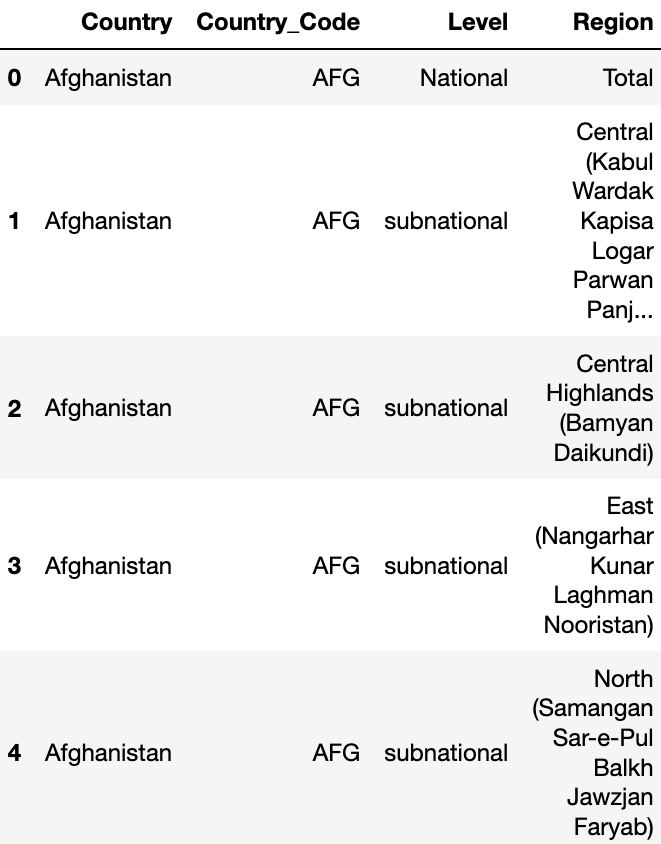 Country Country_Code Level Region
0 Afghanistan AFG National Total
1 Afghanistan AFG subnational Central
(Kabul
Wardak
Kapisa
Logar
Parwan
Panj...
2 Afghanistan AFG subnational Central
Highlands
(Bamyan
Daikundi)
3 Afghanistan AFG subnational East
(Nangarhar
Kunar
Laghman
Nooristan)
4 Afghanistan AFG subnational North
(Samangan
Sar-e-Pul
Balkh
Jawzjan
Faryab)